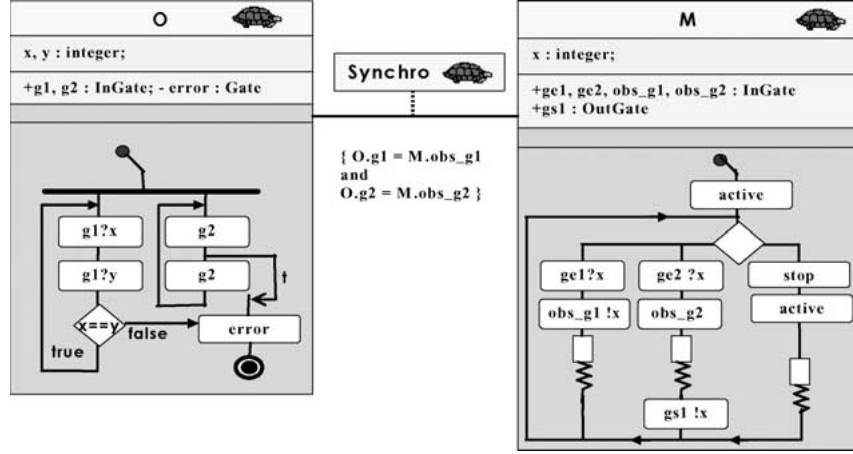 O
x, y : integer;
+g1, g2 : InGate; - error : Gate
g1?x
g2
g1?y
g2
t
x==y
false
true
error
Synchro
{ O.g1 = M.obs_g1
and
O.g2 = M.obs_g2 }
M
x : integer;
+ge1, ge2, obs_g1, obs_g2 : InGate
+gs1 : OutGate
active
ge1?x
ge2 ?x
stop
obs_g1 !x
obs_g2
active
gs1 !x